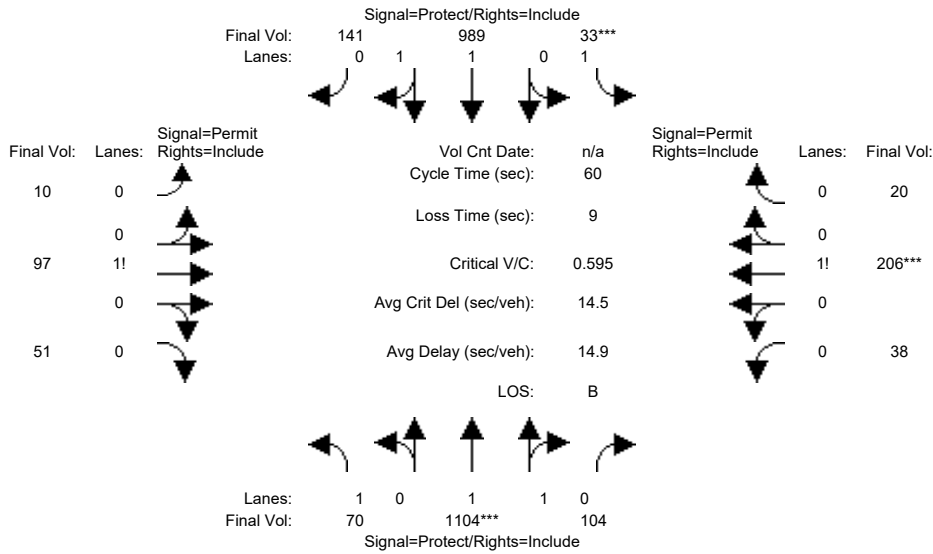 Signal=Protect/Rights=Include
Final Vol: 141 989 33***
Lanes: 0 1 1 0 1
Signal=Permit Signal=Permit
Final Vol: Lanes: Rights=Include Vol Cnt Date: n/a Rights=Include Lanes: Final Vol:
Cycle Time (sec): 60
10 0 0 20
Loss Time (sec): 9
0 0
97 1! Critical V/C: 0.595 1! 206***
0 Avg Crit Del (sec/veh): 14.5 0
51 0 Avg Delay (sec/veh): 14.9 0 38
LOS: B
Lanes: 1 0 1 1 0
Final Vol: 70 1104*** 104
Signal=Protect/Rights=Include